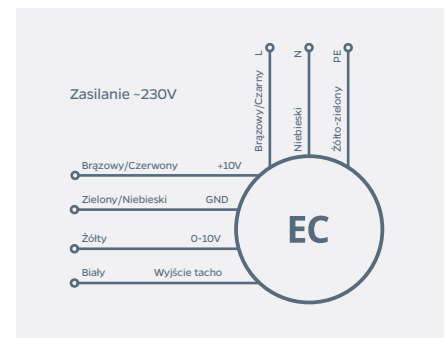 L
N
PE
Brązowy/Czarny
Niebieski
Żółto-zielony
Zasilanie ~230V
Brązowy/Czerwony +10V
Zielony/Niebieski GND
Żółty 0-10V
Biały Wyjście tacho
EC